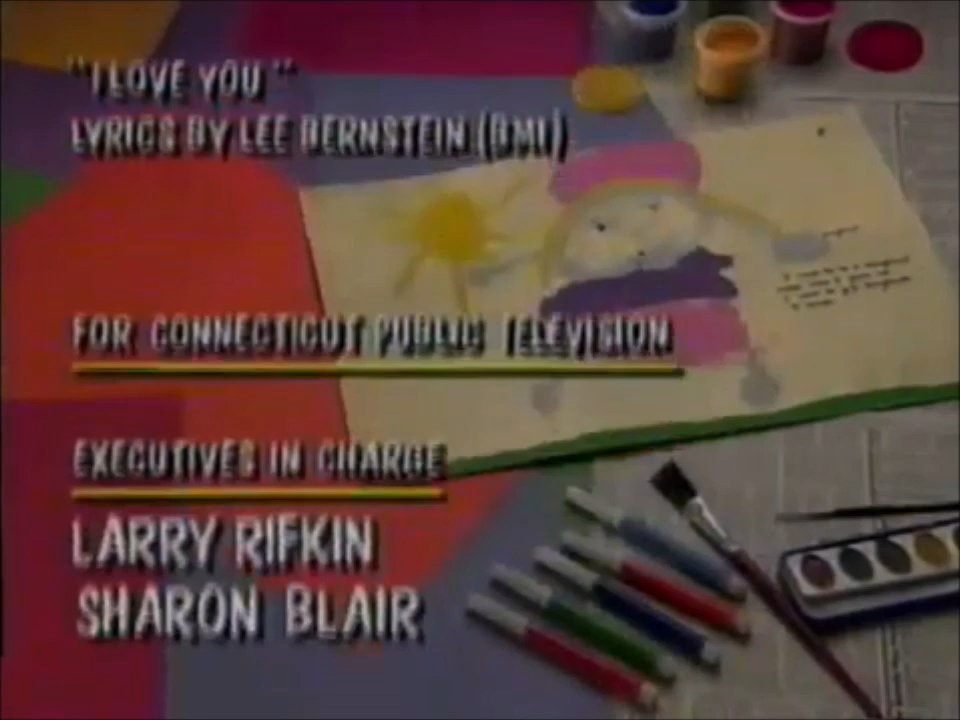 "I LOVE YOU"
LYRICS BY LEE BERNSTEIN (BMI)
FOR CONNECTICUT PUBLIC TELEVISION
EXECUTIVES IN CHARGE
LARRY RIFKIN
SHARON BLAIR